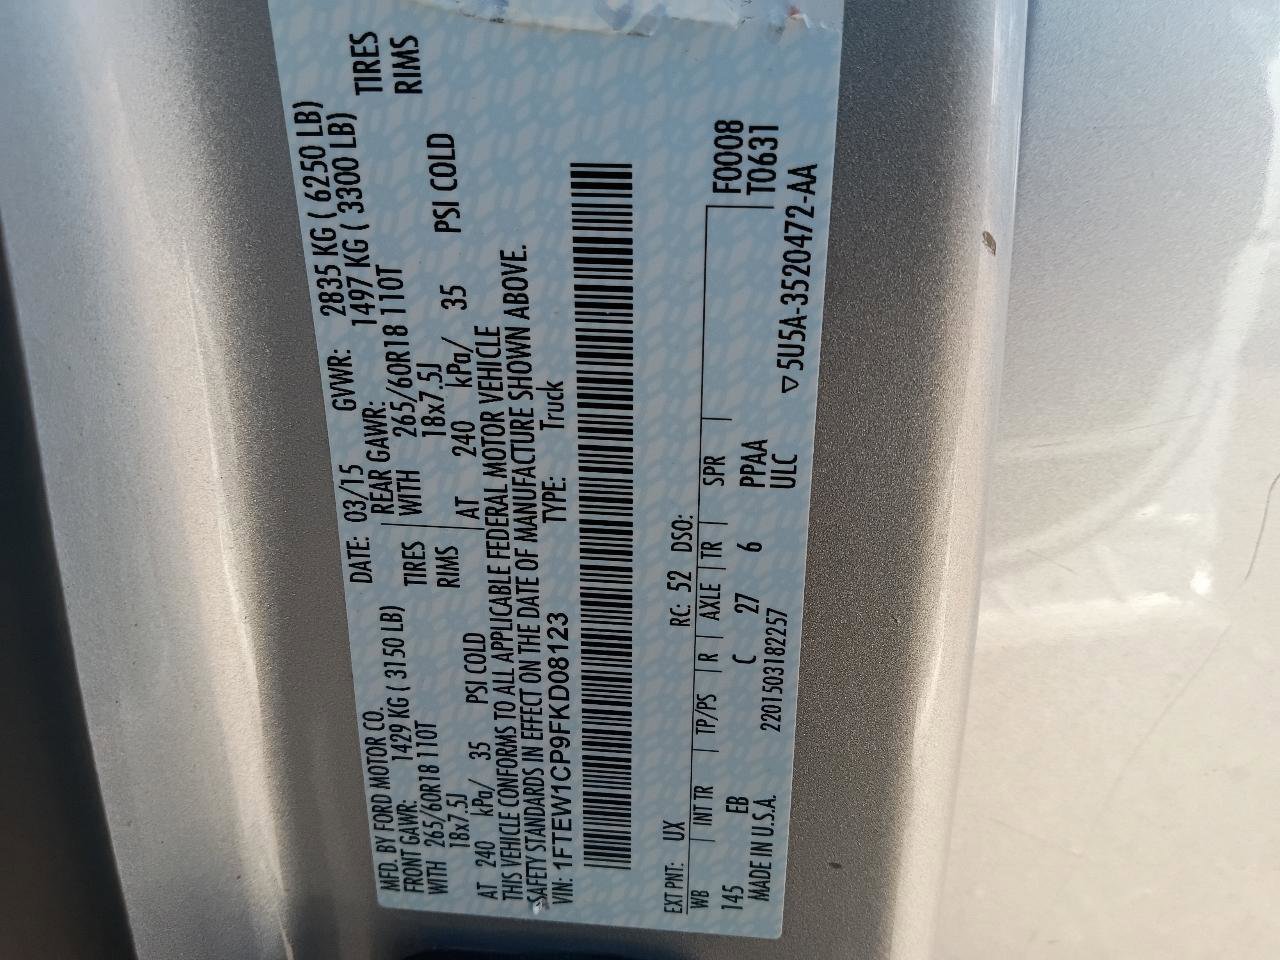 MFD. BY FORD MOTOR CO. DATE: 03/15 GVWR: 2835 KG ( 6250 LB)
FRONT GAWR: 1429 KG ( 3150 LB) REAR GAWR: 1497 KG ( 3300 LB)
WITH 265/60R18 110T TIRES WITH 265/60R18 110T TIRES
18x7.5J RIMS 18x7.5J RIMS
AT 240 kPa/ 35 PSI COLD AT 240 kPa/ 35 PSI COLD
THIS VEHICLE CONFORMS TO ALL APPLICABLE FEDERAL MOTOR VEHICLE
SAFETY STANDARDS IN EFFECT ON THE DATE OF MANUFACTURE SHOWN ABOVE.
VIN: 1FTEW1CP9FKD08123 TYPE: Truck
EXT PNT: UX RC: 52 DSO:
WB INT TR TP/PS R AXLE TR SPR F0008
145 EB C 27 6 PPAA T0631
MADE IN U.S.A. 2201503182257 ULC ▽5U5A-3520472-AA